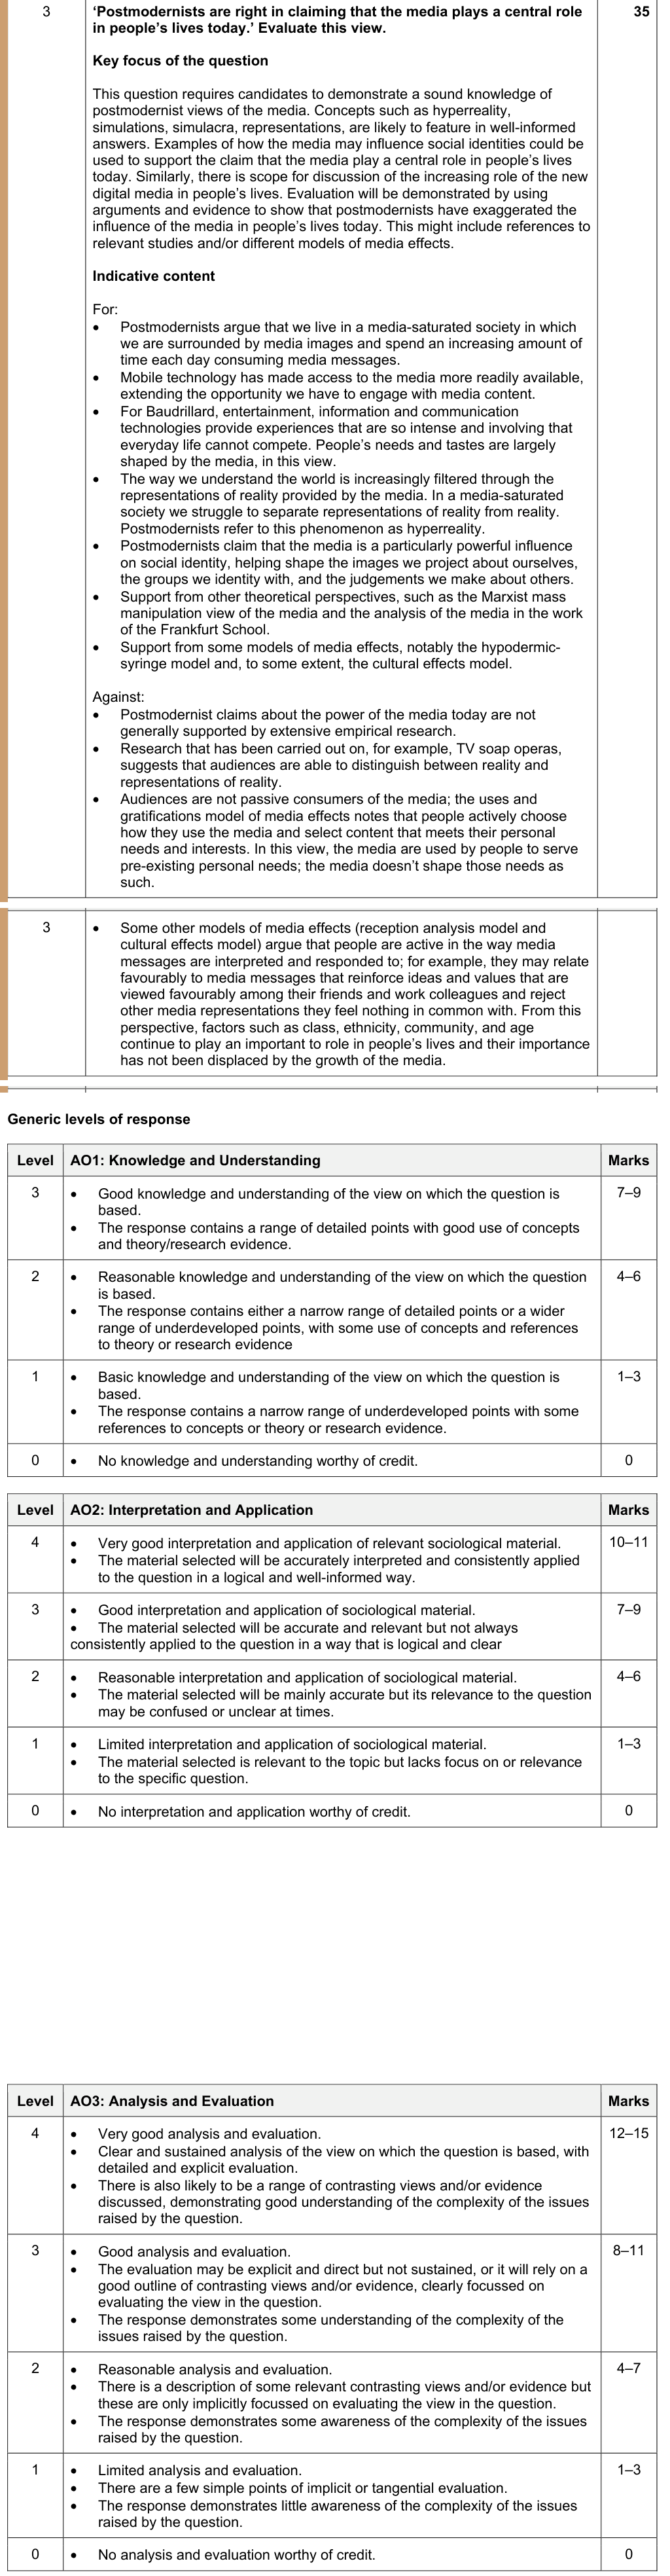 3
‘Postmodernists are right in claiming that the media plays a central role
in people’s lives today.’ Evaluate this view.
35
Key focus of the question
This question requires candidates to demonstrate a sound knowledge of
postmodernist views of the media. Concepts such as hyperreality,
simulations, simulacra, representations, are likely to feature in well-informed
answers. Examples of how the media may influence social identities could be
used to support the claim that the media play a central role in people’s lives
today. Similarly, there is scope for discussion of the increasing role of the new
digital media in people’s lives. Evaluation will be demonstrated by using
arguments and evidence to show that postmodernists have exaggerated the
influence of the media in people’s lives today. This might include references to
relevant studies and/or different models of media effects.
Indicative content
For:
• Postmodernists argue that we live in a media-saturated society in which
we are surrounded by media images and spend an increasing amount of
time each day consuming media messages.
• Mobile technology has made access to the media more readily available,
extending the opportunity we have to engage with media content.
• For Baudrillard, entertainment, information and communication
technologies provide experiences that are so intense and involving that
everyday life cannot compete. People’s needs and tastes are largely
shaped by the media, in this view.
• The way we understand the world is increasingly filtered through the
representations of reality provided by the media. In a media-saturated
society we struggle to separate representations of reality from reality.
Postmodernists refer to this phenomenon as hyperreality.
• Postmodernists claim that the media is a particularly powerful influence
on social identity, helping shape the images we project about ourselves,
the groups we identity with, and the judgements we make about others.
• Support from other theoretical perspectives, such as the Marxist mass
manipulation view of the media and the analysis of the media in the work
of the Frankfurt School.
• Support from some models of media effects, notably the hypodermic-
syringe model and, to some extent, the cultural effects model.
Against:
• Postmodernist claims about the power of the media today are not
generally supported by extensive empirical research.
• Research that has been carried out on, for example, TV soap operas,
suggests that audiences are able to distinguish between reality and
representations of reality.
• Audiences are not passive consumers of the media; the uses and
gratifications model of media effects notes that people actively choose
how they use the media and select content that meets their personal
needs and interests. In this view, the media are used by people to serve
pre-existing personal needs; the media doesn’t shape those needs as
such.
3
• Some other models of media effects (reception analysis model and
cultural effects model) argue that people are active in the way media
messages are interpreted and responded to; for example, they may relate
favourably to media messages that reinforce ideas and values that are
viewed favourably among their friends and work colleagues and reject
other media representations they feel nothing in common with. From this
perspective, factors such as class, ethnicity, community, and age
continue to play an important to role in people’s lives and their importance
has not been displaced by the growth of the media.
Generic levels of response
Level AO1: Knowledge and Understanding Marks
3 • Good knowledge and understanding of the view on which the question is 7–9
based.
• The response contains a range of detailed points with good use of concepts
and theory/research evidence.
2 • Reasonable knowledge and understanding of the view on which the question 4–6
is based.
• The response contains either a narrow range of detailed points or a wider
range of underdeveloped points, with some use of concepts and references
to theory or research evidence
1 • Basic knowledge and understanding of the view on which the question is 1–3
based.
• The response contains a narrow range of underdeveloped points with some
references to concepts or theory or research evidence.
0 • No knowledge and understanding worthy of credit. 0
Level AO2: Interpretation and Application Marks
4 • Very good interpretation and application of relevant sociological material. 10–11
• The material selected will be accurately interpreted and consistently applied
to the question in a logical and well-informed way.
3 • Good interpretation and application of sociological material. 7–9
• The material selected will be accurate and relevant but not always
consistently applied to the question in a way that is logical and clear
2 • Reasonable interpretation and application of sociological material. 4–6
• The material selected will be mainly accurate but its relevance to the question
may be confused or unclear at times.
1 • Limited interpretation and application of sociological material. 1–3
• The material selected is relevant to the topic but lacks focus on or relevance
to the specific question.
0 • No interpretation and application worthy of credit. 0
Level AO3: Analysis and Evaluation Marks
4 • Very good analysis and evaluation. 12–15
• Clear and sustained analysis of the view on which the question is based, with
detailed and explicit evaluation.
• There is also likely to be a range of contrasting views and/or evidence
discussed, demonstrating good understanding of the complexity of the issues
raised by the question.
3 • Good analysis and evaluation. 8–11
• The evaluation may be explicit and direct but not sustained, or it will rely on a
good outline of contrasting views and/or evidence, clearly focussed on
evaluating the view in the question.
• The response demonstrates some understanding of the complexity of the
issues raised by the question.
2 • Reasonable analysis and evaluation. 4–7
• There is a description of some relevant contrasting views and/or evidence but
these are only implicitly focussed on evaluating the view in the question.
• The response demonstrates some awareness of the complexity of the issues
raised by the question.
1 • Limited analysis and evaluation. 1–3
• There are a few simple points of implicit or tangential evaluation.
• The response demonstrates little awareness of the complexity of the issues
raised by the question.
0 • No analysis and evaluation worthy of credit. 0